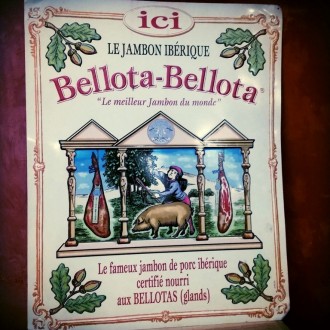 ici
LE JAMBON IBÉRIQUE
Bellota-Bellota®
"Le meilleur Jambon du monde"
Le fameux jambon de porc ibérique
certifié nourri
aux BELLOTAS (glands)